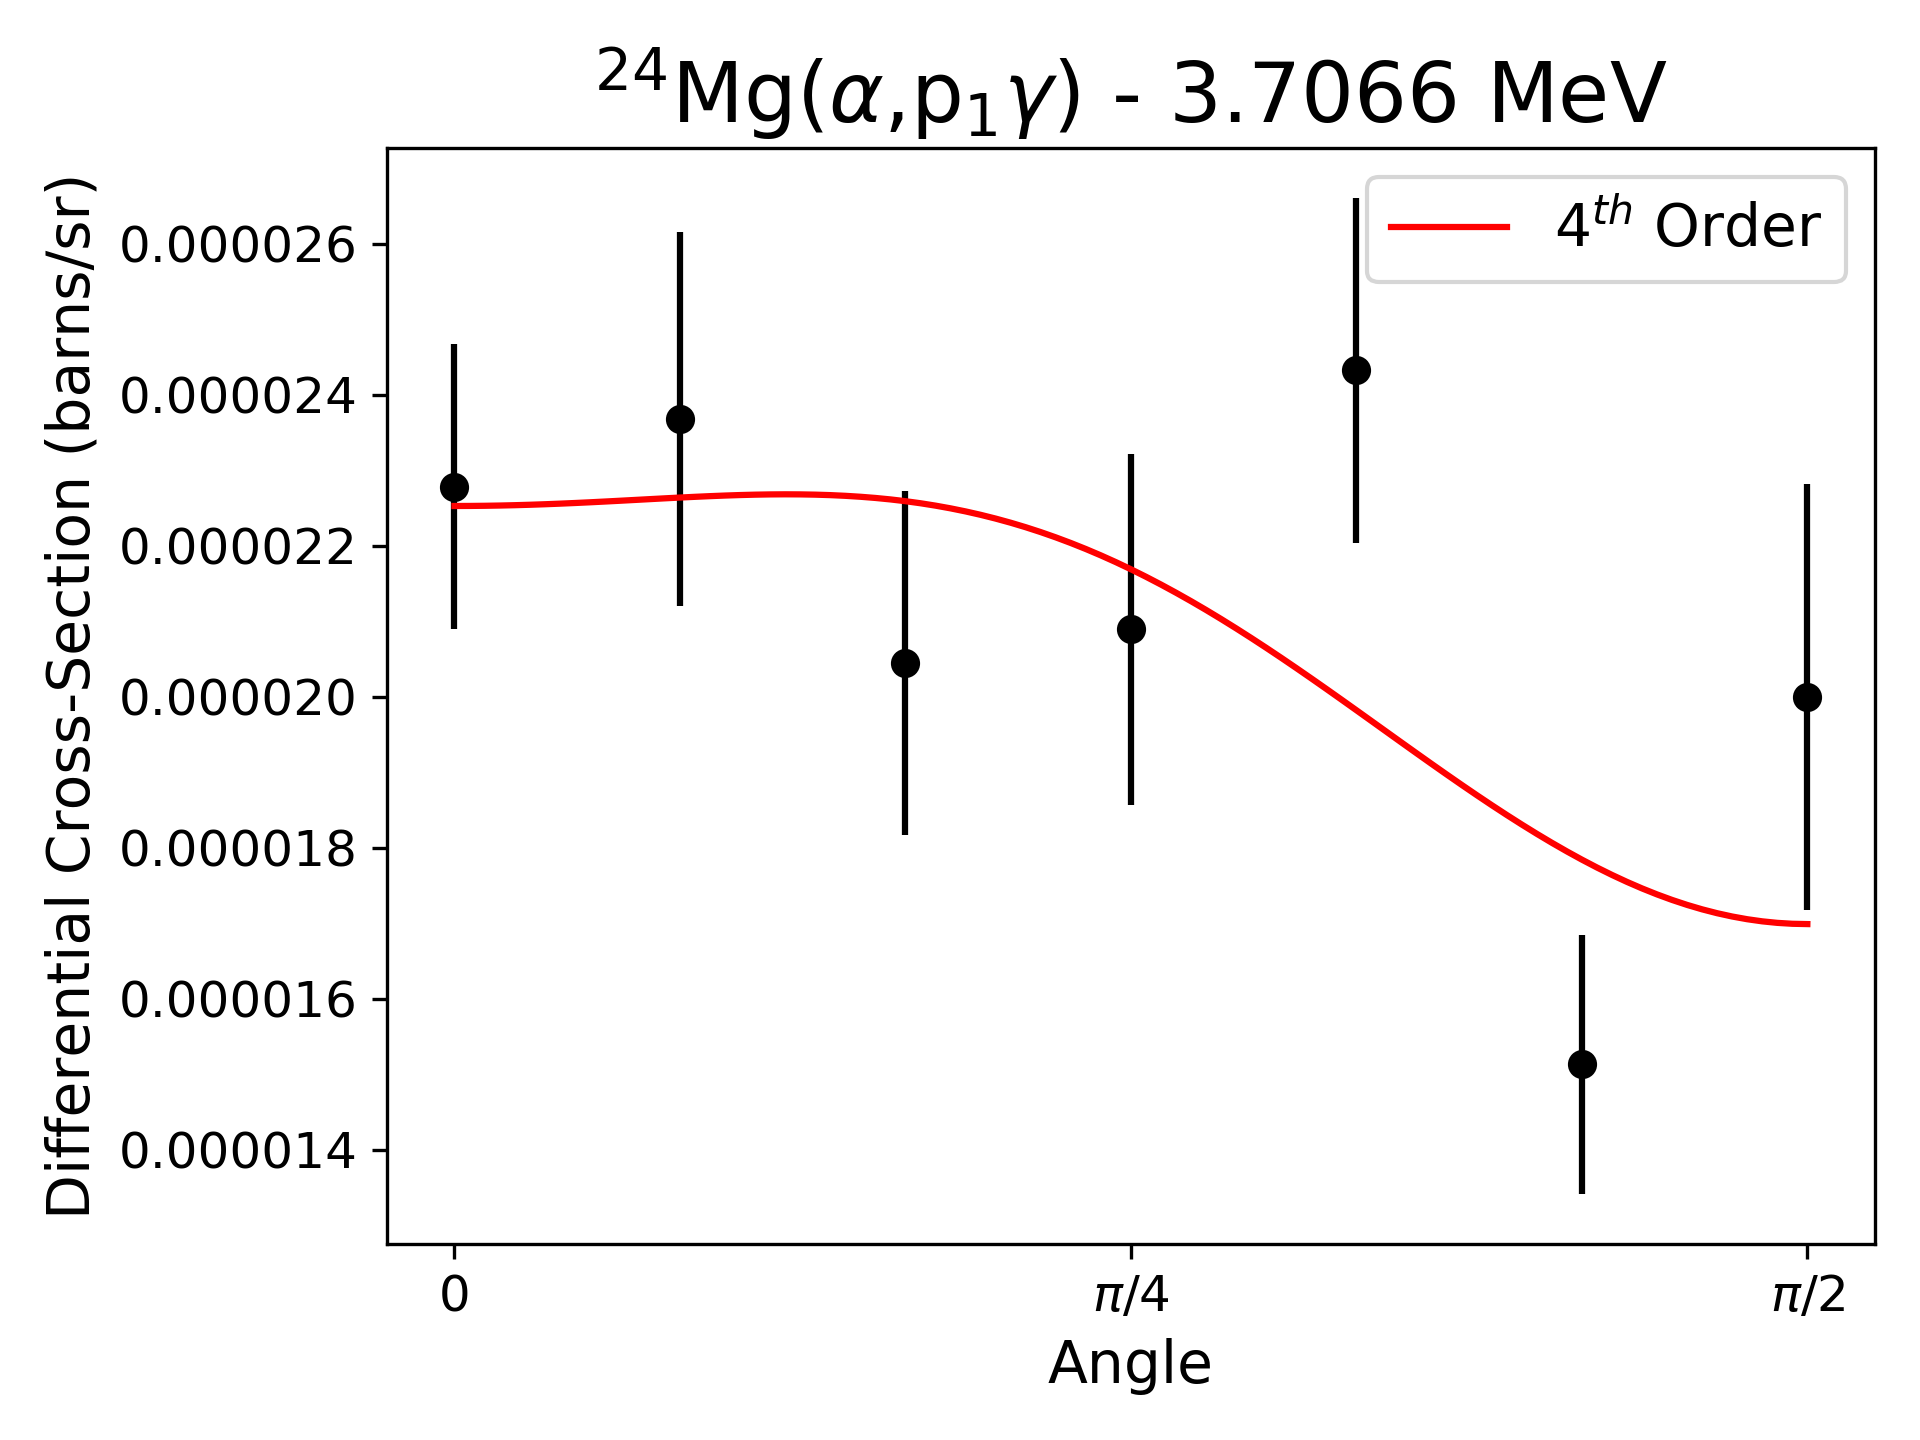 ²⁴Mg(α,p₁γ) - 3.7066 MeV
4ᵗʰ Order
Differential Cross-Section (barns/sr)
0.000026
0.000024
0.000022
0.000020
0.000018
0.000016
0.000014
0 π/4 π/2
Angle